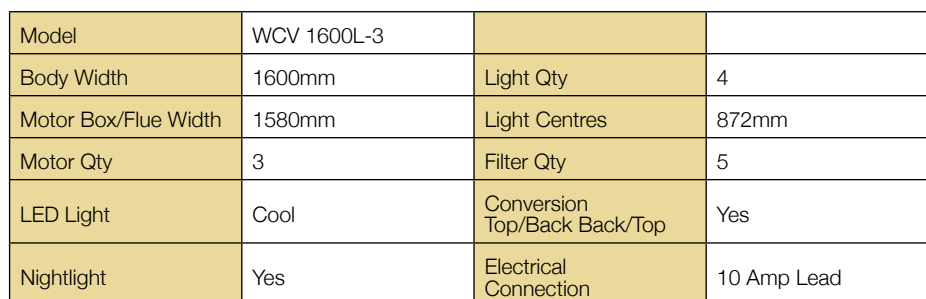 Model WCV 1600L-3
Body Width 1600mm Light Qty 4
Motor Box/Flue Width 1580mm Light Centres 872mm
Motor Qty 3 Filter Qty 5
LED Light Cool Conversion
Top/Back Back/Top Yes
Nightlight Yes Electrical
Connection 10 Amp Lead